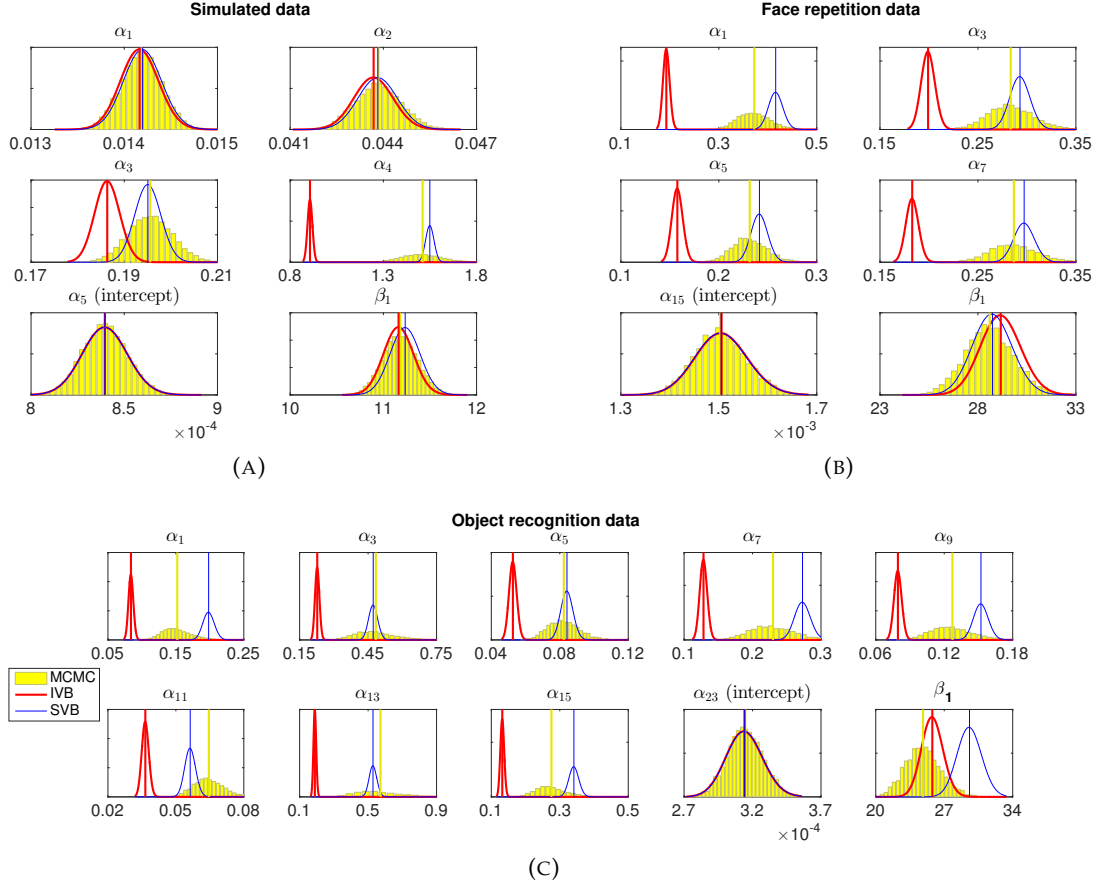 Simulated data
α1 α2
0.013 0.014 0.015 0.041 0.044 0.047
α3 α4
0.17 0.19 0.21 0.8 1.3 1.8
α5 (intercept) β1
8 8.5 9 10 11 12
×10-4
(A)
Face repetition data
α1 α3
0.1 0.3 0.5 0.15 0.25 0.35
α5 α7
0.1 0.2 0.3 0.15 0.25 0.35
α15 (intercept) β1
1.3 1.5 1.7 23 28 33
×10-3
(B)
Object recognition data
α1 α3 α5 α7 α9
0.05 0.15 0.25 0.15 0.45 0.75 0.04 0.08 0.12 0.1 0.2 0.3 0.06 0.12 0.18
MCMC
IVB
SVB
α11 α13 α15 α23 (intercept) β1
0.02 0.05 0.08 0.1 0.5 0.9 0.1 0.3 0.5 2.7 3.2 3.7 20 27 34
×10-4
(C)